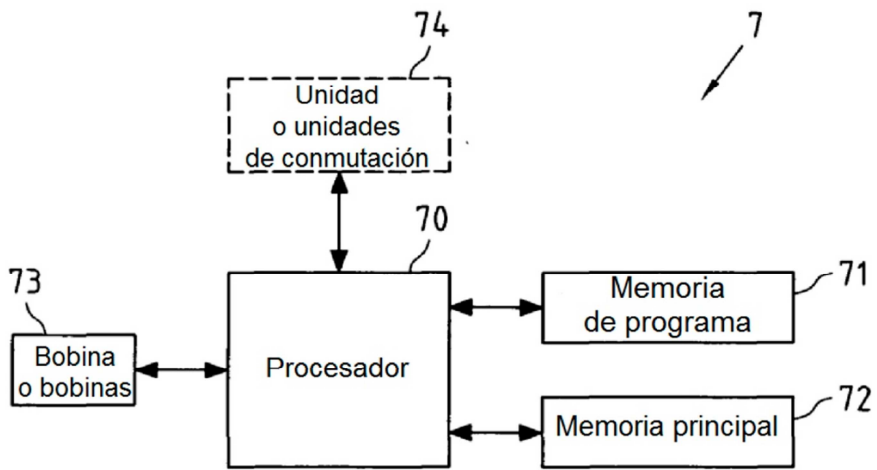 74
7
Unidad
o unidades
de conmutación
70
73
71
Memoria
de programa
Bobina
o bobinas
Procesador
72
Memoria principal